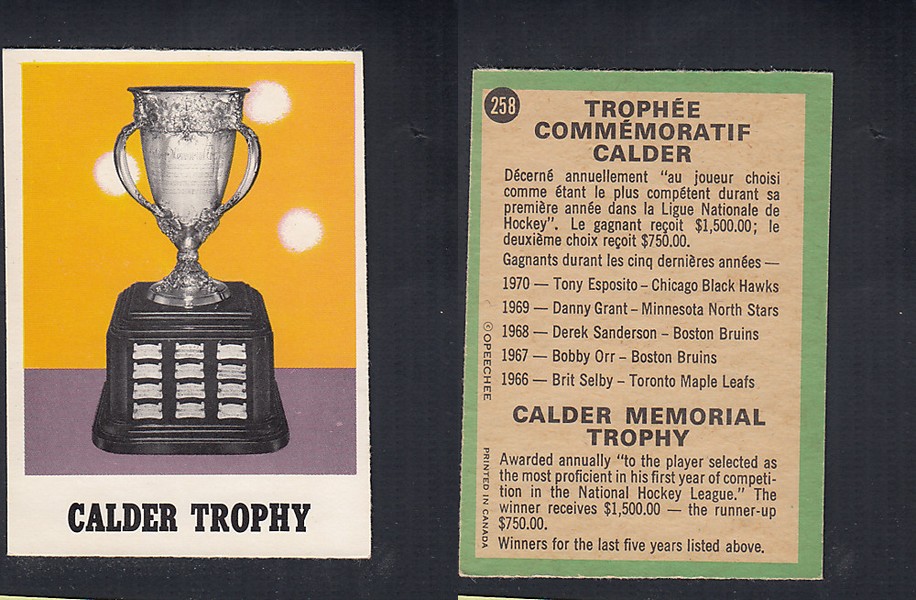 CALDER TROPHY
258
TROPHÉE
COMMÉMORATIF
CALDER
Décerné annuellement "au joueur choisi
comme étant le plus compétent durant sa
première année dans la Ligue Nationale de
Hockey". Le gagnant reçoit $1,500.00; le
deuxième choix reçoit $750.00.
Gagnants durant les cinq dernières années —
1970 — Tony Esposito – Chicago Black Hawks
1969 — Danny Grant – Minnesota North Stars
1968 — Derek Sanderson – Boston Bruins
1967 — Bobby Orr – Boston Bruins
1966 — Brit Selby – Toronto Maple Leafs
CALDER MEMORIAL
TROPHY
Awarded annually "to the player selected as
the most proficient in his first year of competi-
tion in the National Hockey League." The
winner receives $1,500.00 — the runner-up
$750.00.
Winners for the last five years listed above.
© OPEECHEE
PRINTED IN CANADA